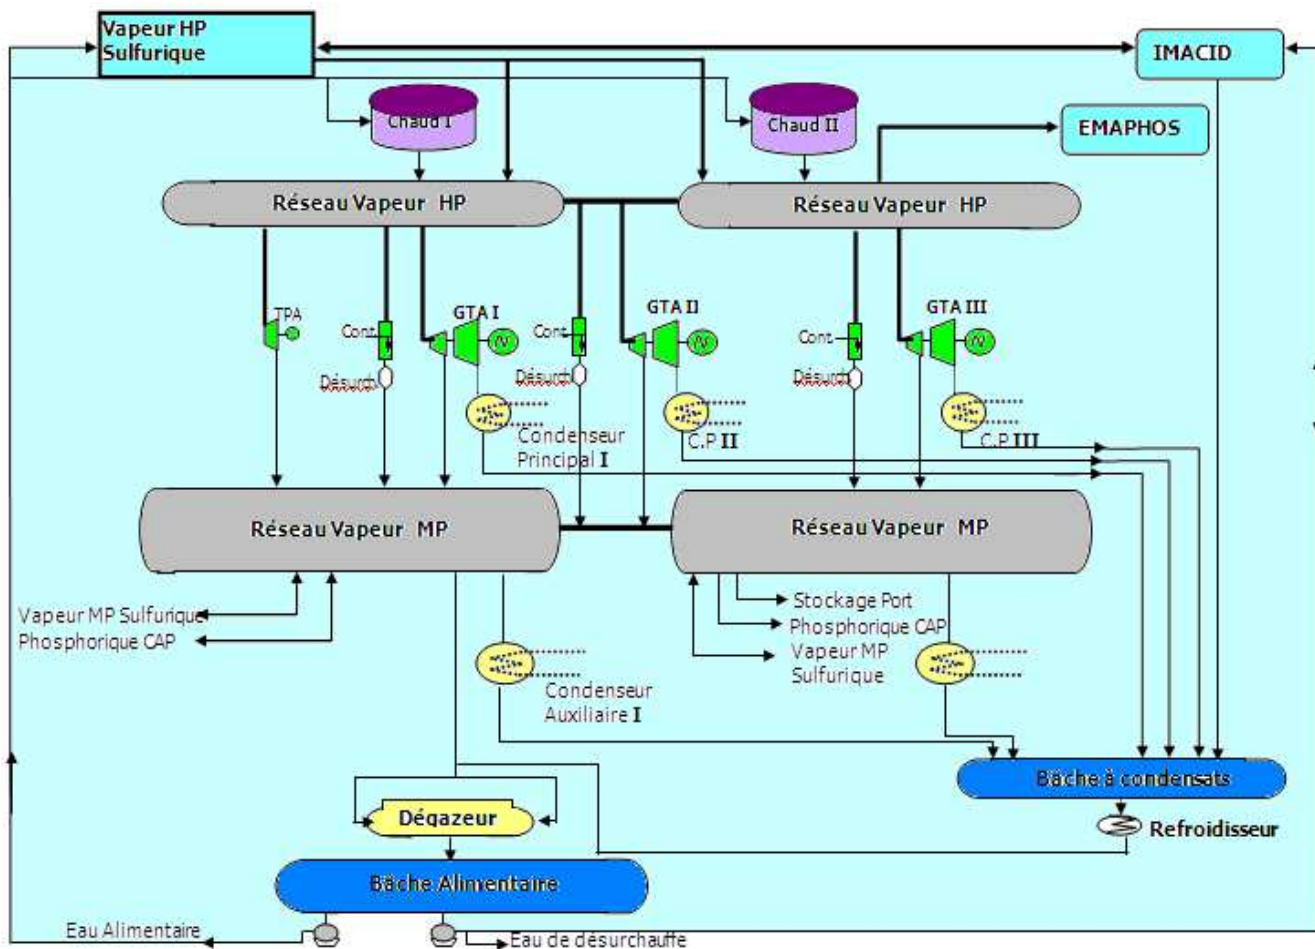 Vapeur HP
Sulfurique
IMACID
Chaud I
Chaud II
EMAPHOS
Réseau Vapeur HP
Réseau Vapeur HP
TPA
GTA I
GTA II
GTA III
Cont.
Cont.
Cont.
Désurch
Désurch
Désurch
Condenseur
Principal I
C.P II
C.P III
Réseau Vapeur MP
Réseau Vapeur MP
Vapeur MP Sulfurique
Phosphorique CAP
Stockage Port
Phosphorique CAP
Vapeur MP
Sulfurique
Condenseur
Auxiliaire I
Bâche à condensats
Dégazeur
Refroidisseur
Bâche Alimentaire
Eau Alimentaire
Eau de désurchauffe